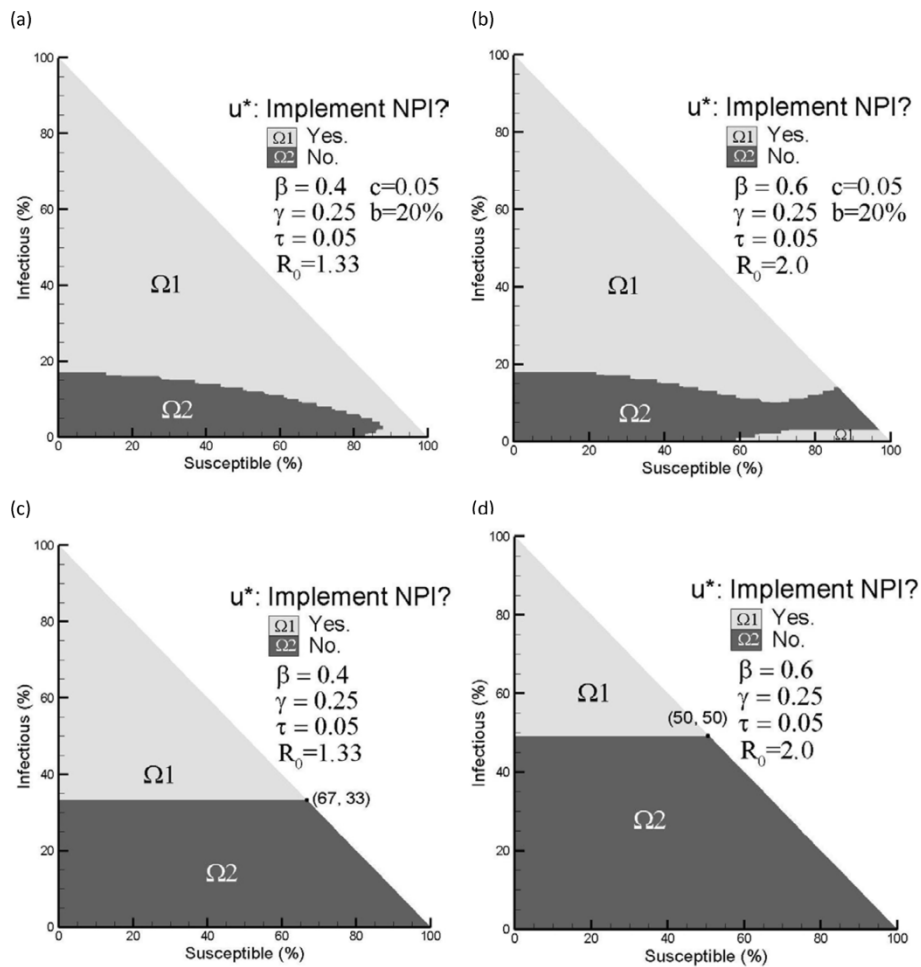 (a)
u*: Implement NPI?
Ω1 Yes.
Ω2 No.
β = 0.4 c=0.05
γ = 0.25 b=20%
τ = 0.05
R0=1.33
Ω1
Ω2
Infectious (%)
100
80
60
40
20
0
0 20 40 60 80 100
Susceptible (%)
(b)
u*: Implement NPI?
Ω1 Yes.
Ω2 No.
β = 0.6 c=0.05
γ = 0.25 b=20%
τ = 0.05
R0=2.0
Ω1
Ω2
Ω1
Infectious (%)
100
80
60
40
20
0
0 20 40 60 80 100
Susceptible (%)
(c)
u*: Implement NPI?
Ω1 Yes.
Ω2 No.
β = 0.4
γ = 0.25
τ = 0.05
R0=1.33
Ω1
(67, 33)
Ω2
Infectious (%)
100
80
60
40
20
0
0 20 40 60 80 100
Susceptible (%)
(d)
u*: Implement NPI?
Ω1 Yes.
Ω2 No.
β = 0.6
γ = 0.25
τ = 0.05
R0=2.0
Ω1
(50, 50)
Ω2
Infectious (%)
100
80
60
40
20
0
0 20 40 60 80 100
Susceptible (%)